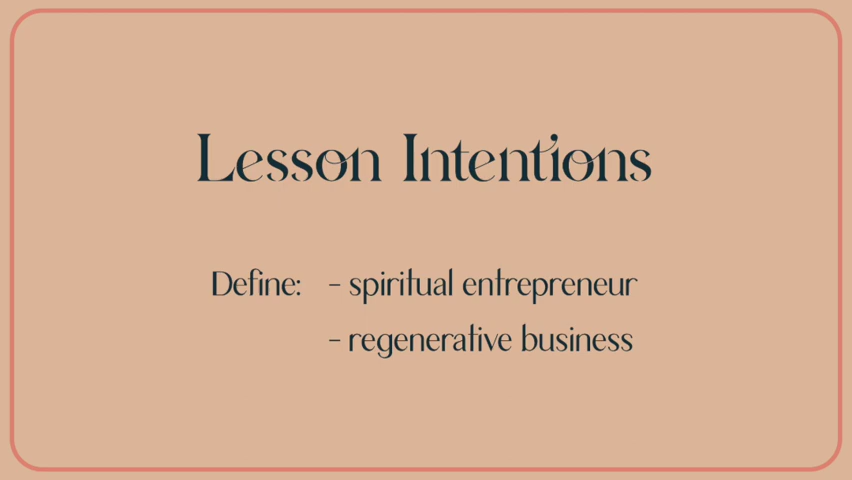 Lesson Intentions
Define: - spiritual entrepreneur
- regenerative business